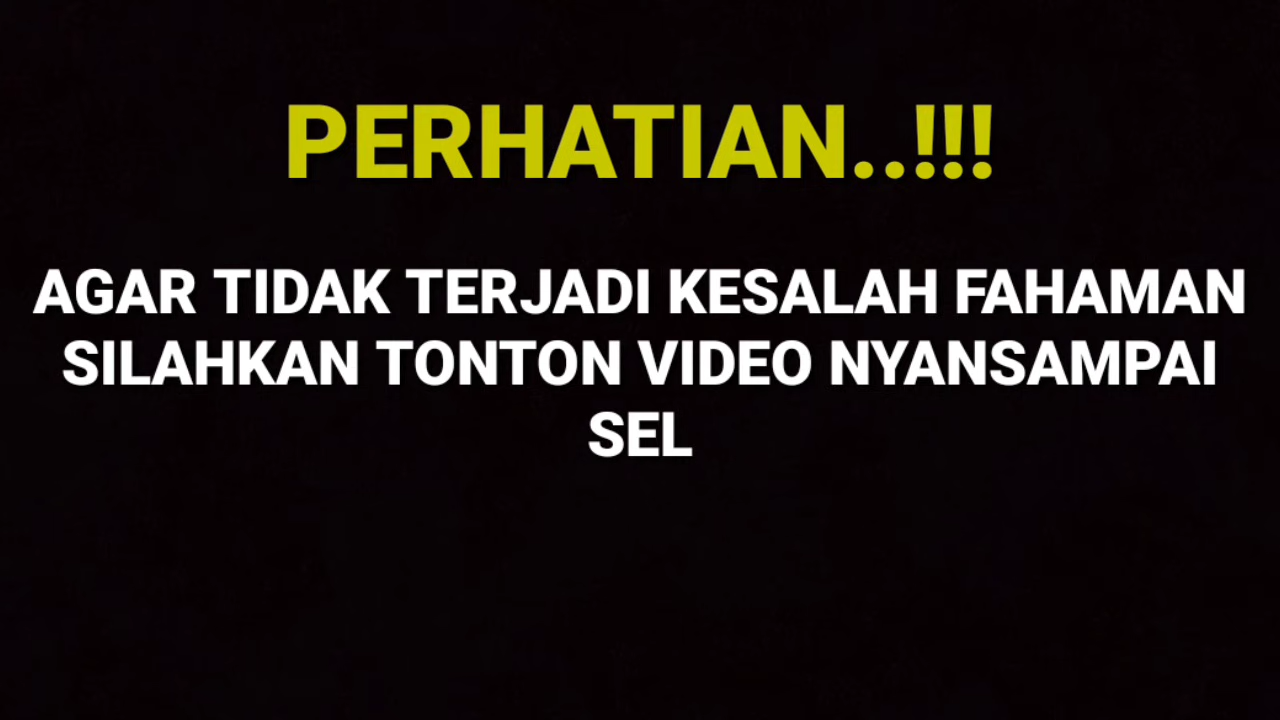 PERHATIAN..!!!
AGAR TIDAK TERJADI KESALAH FAHAMAN
SILAHKAN TONTON VIDEO NYANSAMPAI
SEL